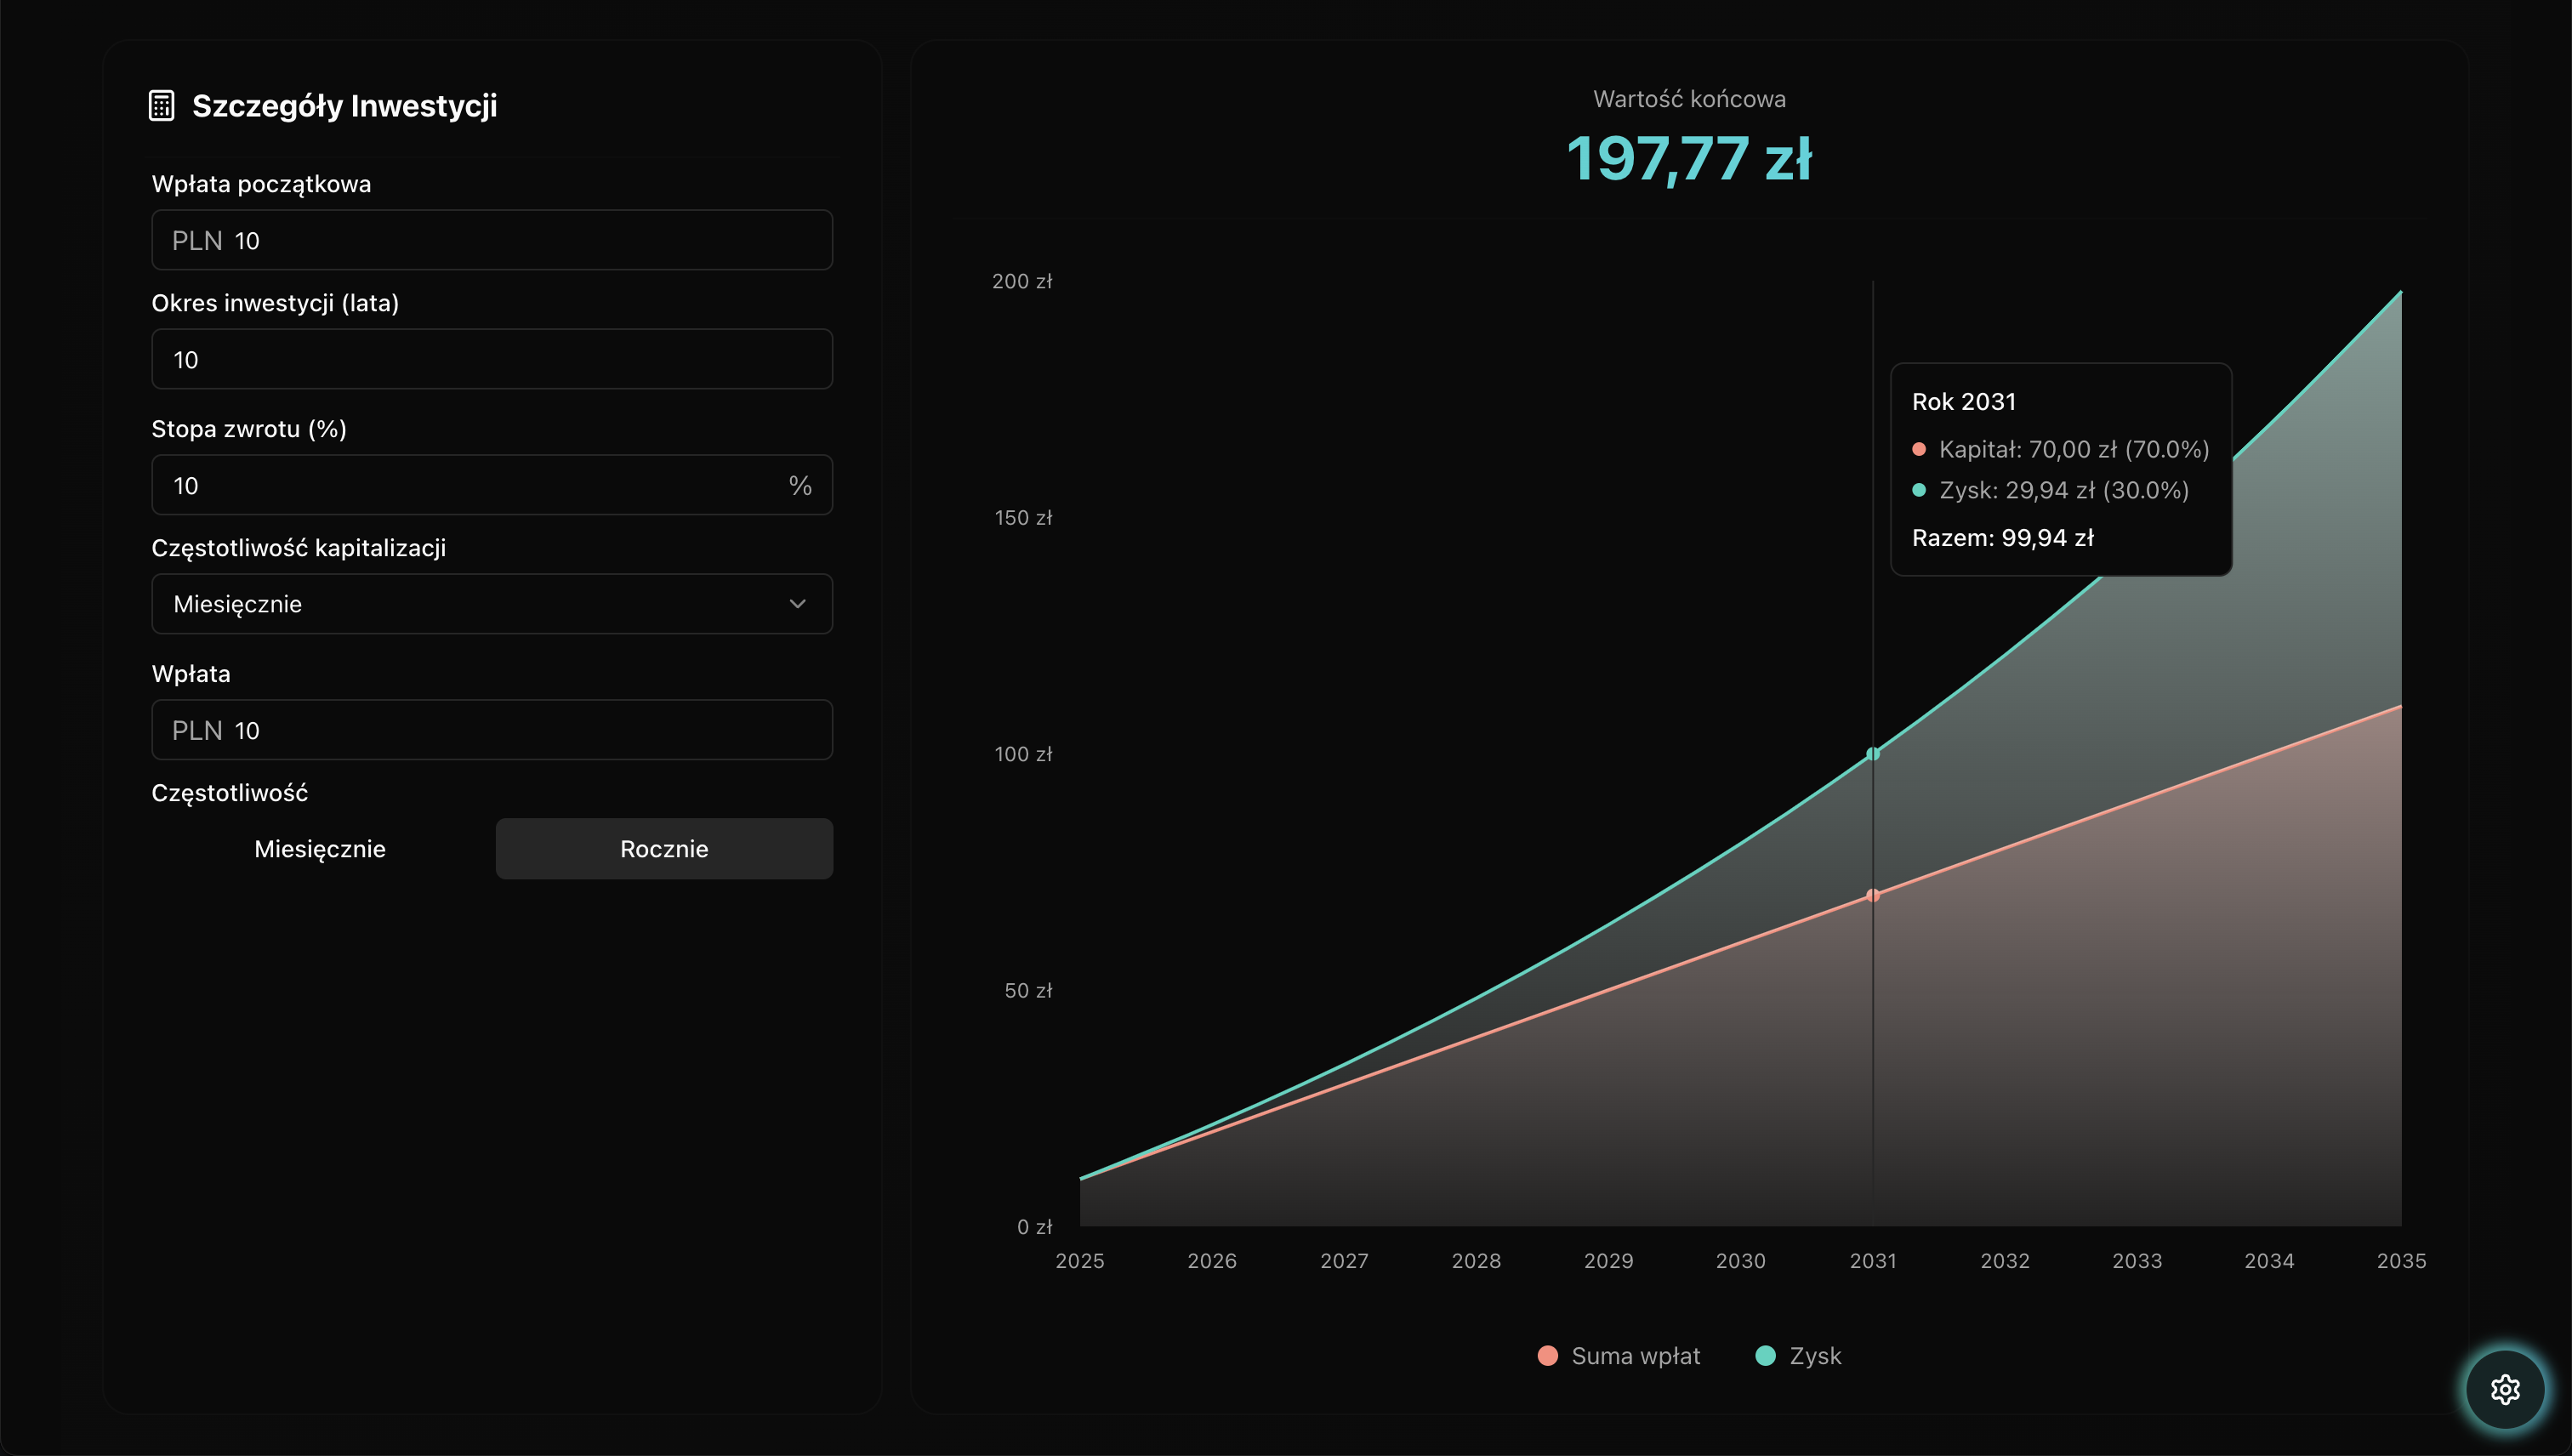 Szczegóły Inwestycji
Wpłata początkowa
PLN 10
Okres inwestycji (lata)
10
Stopa zwrotu (%)
10 %
Częstotliwość kapitalizacji
Miesięcznie
Wpłata
PLN 10
Częstotliwość
Miesięcznie Rocznie
Wartość końcowa
197,77 zł
200 zł
150 zł
100 zł
50 zł
0 zł
Rok 2031
Kapitał: 70,00 zł (70.0%)
Zysk: 29,94 zł (30.0%)
Razem: 99,94 zł
2025 2026 2027 2028 2029 2030 2031 2032 2033 2034 2035
Suma wpłat Zysk